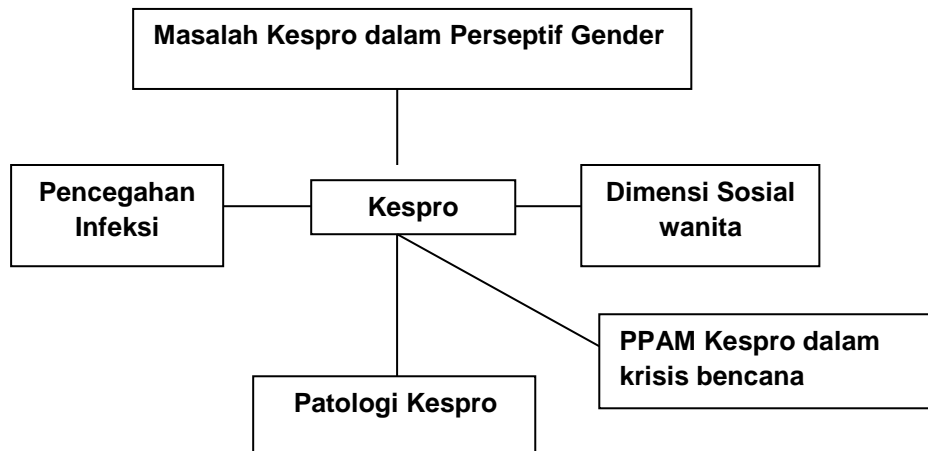 Masalah Kespro dalam Perseptif Gender
Pencegahan
Infeksi
Kespro
Dimensi Sosial
wanita
PPAM Kespro dalam
krisis bencana
Patologi Kespro